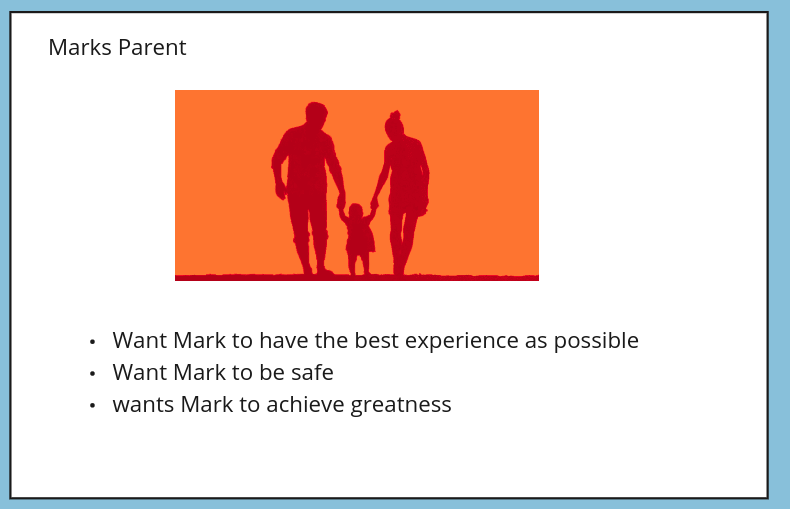 Marks Parent
• Want Mark to have the best experience as possible
• Want Mark to be safe
• wants Mark to achieve greatness